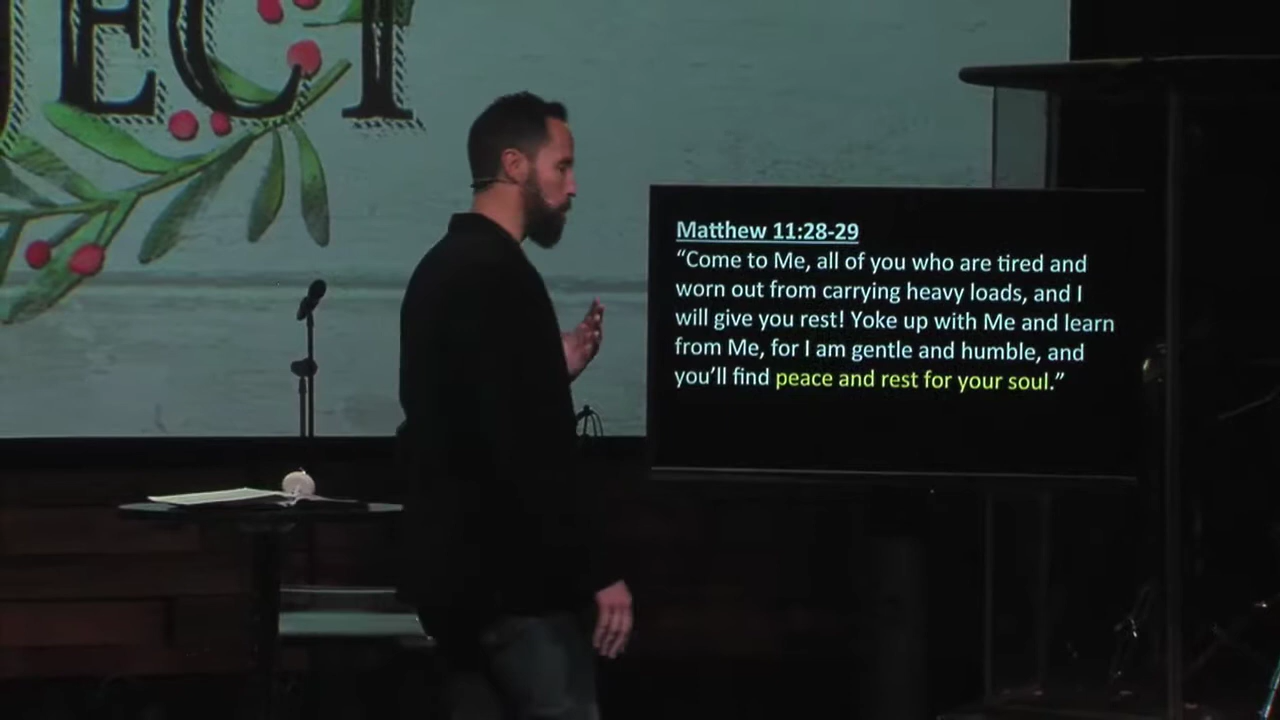 JECT
Matthew 11:28-29
“Come to Me, all of you who are tired and
worn out from carrying heavy loads, and I
will give you rest! Yoke up with Me and learn
from Me, for I am gentle and humble, and
you’ll find peace and rest for your soul.”